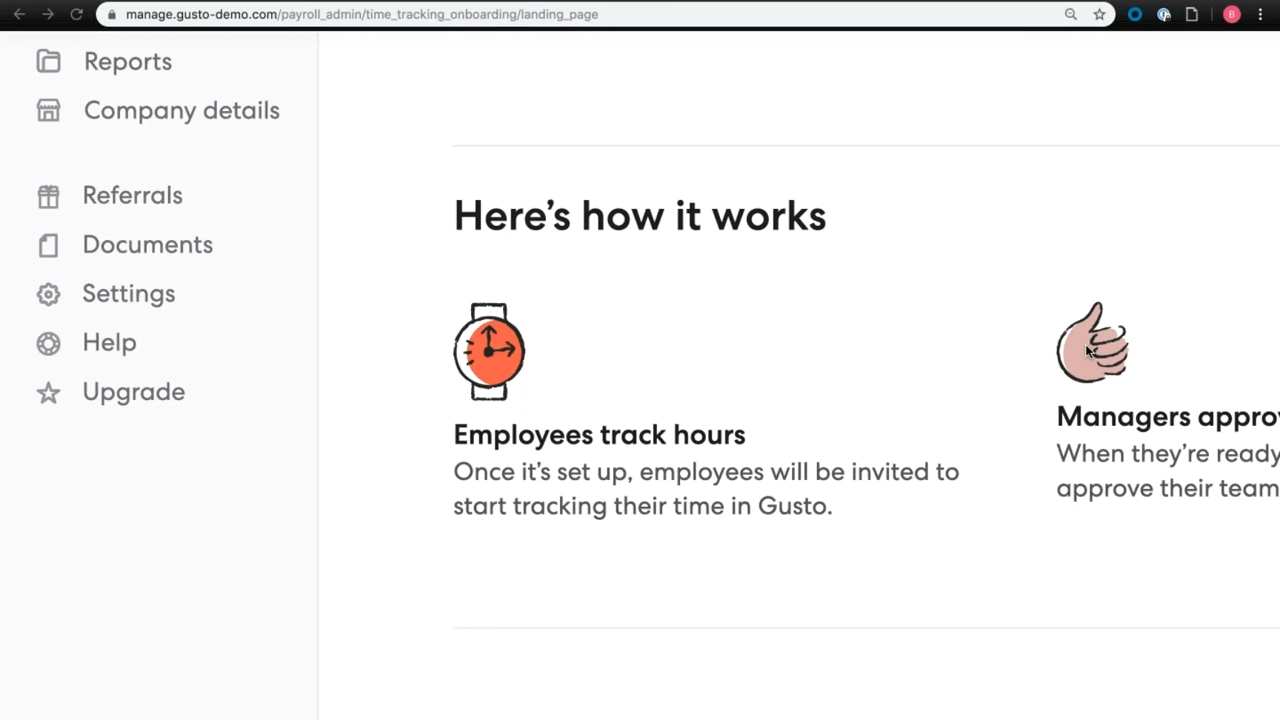 manage.gusto-demo.com/payroll_admin/time_tracking_onboarding/landing_page
B
Reports
Company details
Referrals
Documents
Settings
Help
Upgrade
Here’s how it works
Employees track hours
Once it’s set up, employees will be invited to
start tracking their time in Gusto.
Managers
When they’re ready
approve their team